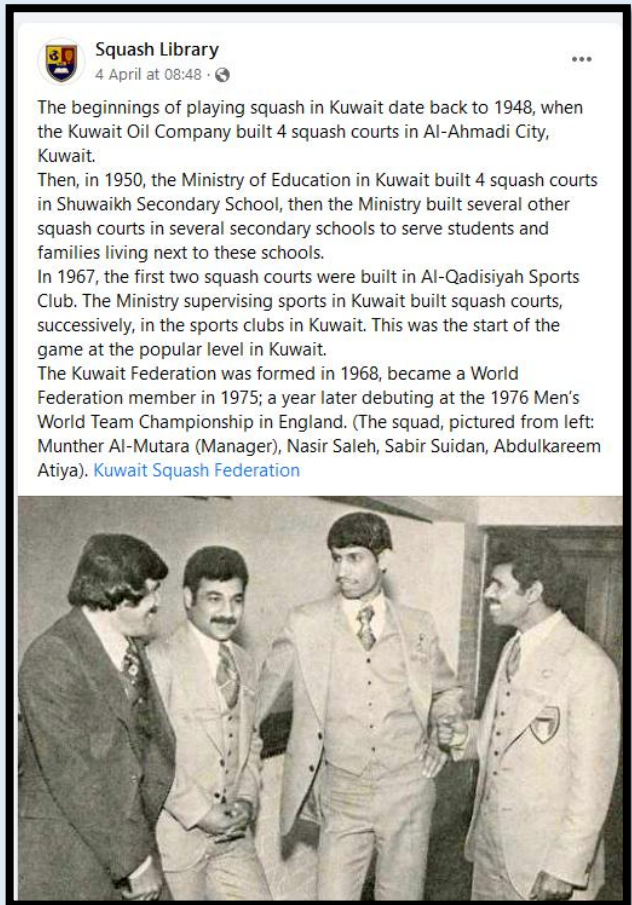 Squash Library
4 April at 08:48 ·
The beginnings of playing squash in Kuwait date back to 1948, when
the Kuwait Oil Company built 4 squash courts in Al-Ahmadi City,
Kuwait.
Then, in 1950, the Ministry of Education in Kuwait built 4 squash courts
in Shuwaikh Secondary School, then the Ministry built several other
squash courts in several secondary schools to serve students and
families living next to these schools.
In 1967, the first two squash courts were built in Al-Qadisiyah Sports
Club. The Ministry supervising sports in Kuwait built squash courts,
successively, in the sports clubs in Kuwait. This was the start of the
game at the popular level in Kuwait.
The Kuwait Federation was formed in 1968, became a World
Federation member in 1975; a year later debuting at the 1976 Men's
World Team Championship in England. (The squad, pictured from left:
Munther Al-Mutara (Manager), Nasir Saleh, Sabir Suidan, Abdulkareem
Atiya). Kuwait Squash Federation